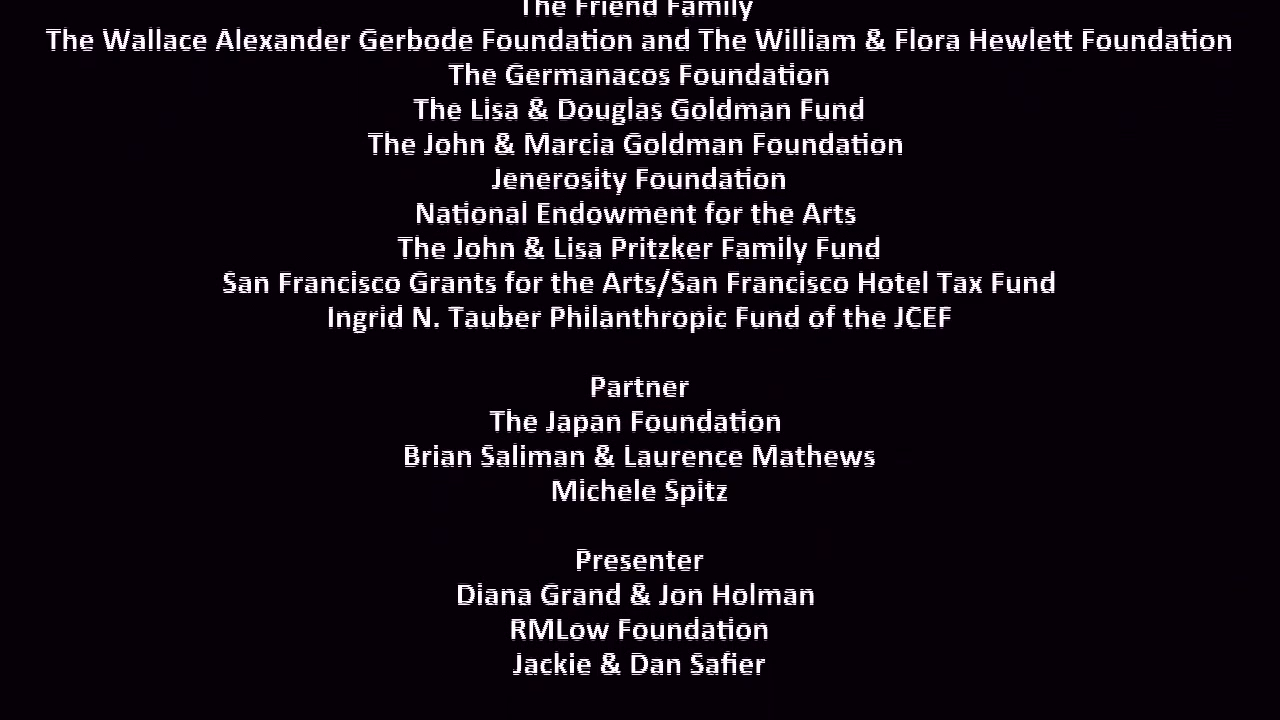 The Friend Family
The Wallace Alexander Gerbode Foundation and The William & Flora Hewlett Foundation
The Germanacos Foundation
The Lisa & Douglas Goldman Fund
The John & Marcia Goldman Foundation
Jenerosity Foundation
National Endowment for the Arts
The John & Lisa Pritzker Family Fund
San Francisco Grants for the Arts/San Francisco Hotel Tax Fund
Ingrid N. Tauber Philanthropic Fund of the JCEF
Partner
The Japan Foundation
Brian Saliman & Laurence Mathews
Michele Spitz
Presenter
Diana Grand & Jon Holman
RMLow Foundation
Jackie & Dan Safier